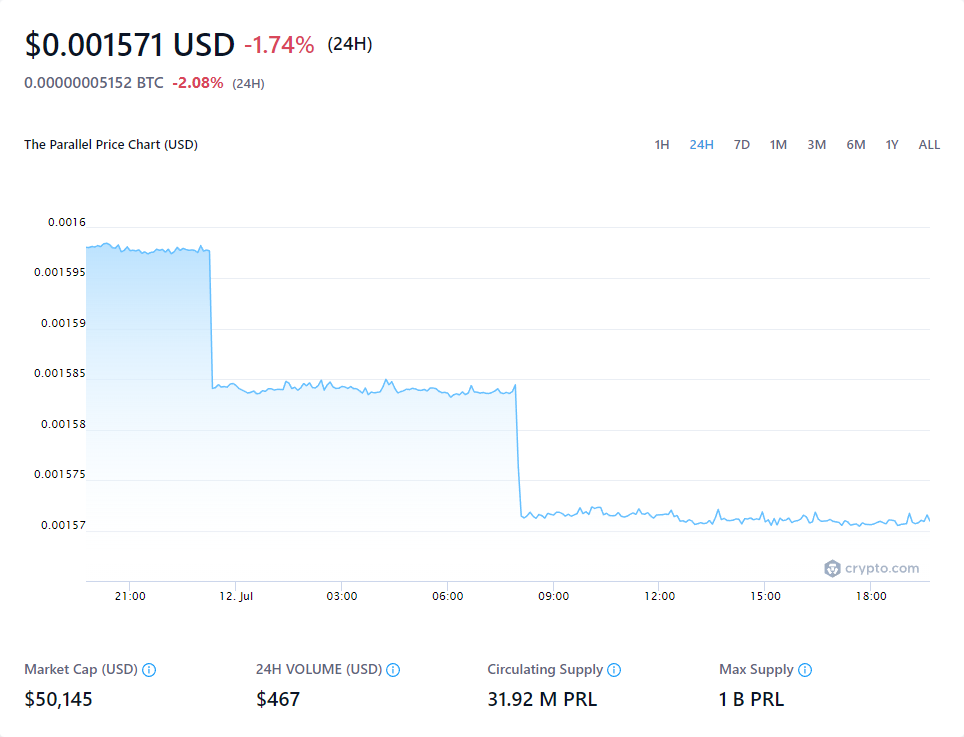 $0.001571 USD -1.74% (24H)
0.00000005152 BTC -2.08% (24H)
The Parallel Price Chart (USD) 1H 24H 7D 1M 3M 6M 1Y ALL
0.0016
0.001595
0.00159
0.001585
0.00158
0.001575
0.00157
crypto.com
21:00 12. Jul 03:00 06:00 09:00 12:00 15:00 18:00
Market Cap (USD) 24H VOLUME (USD) Circulating Supply Max Supply
$50,145 $467 31.92 M PRL 1 B PRL